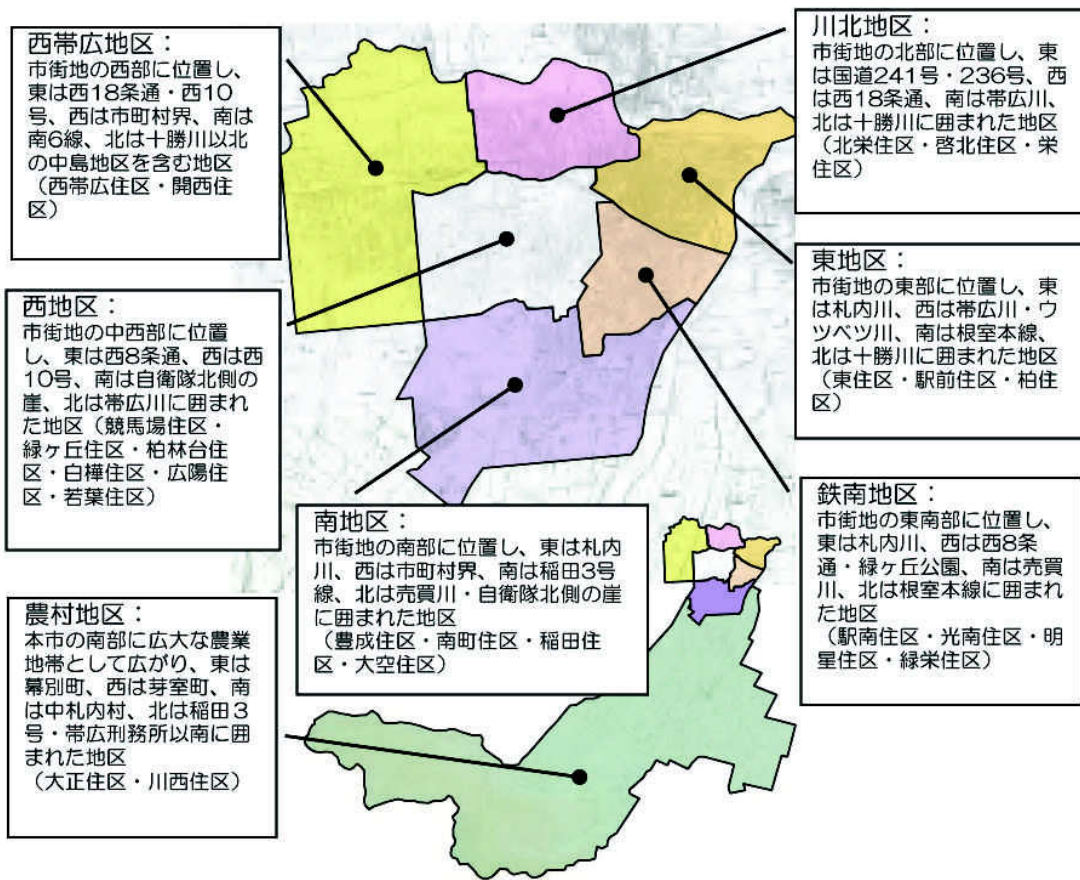 西帯広地区：
市街地の西部に位置し、
東は西18条通・西10
号、西は市町村界、南は
南6線、北は十勝川以北
の中島地区を含む地区
（西帯広住区・開西住
区）
川北地区：
市街地の北部に位置し、東
は国道241号・236号、西
は西18条通、南は帯広川、
北は十勝川に囲まれた地区
（北栄住区・啓北住区・栄
住区）
西地区：
市街地の中西部に位置
し、東は西8条通、西は西
10号、南は自衛隊北側の
崖、北は帯広川に囲まれ
た地区（競馬場住区・
緑ヶ丘住区・柏林台住
区・白樺住区・広陽住
区・若葉住区）
東地区：
市街地の東部に位置し、東
は札内川、西は帯広川・ウ
ツベツ川、南は根室本線、
北は十勝川に囲まれた地区
（東住区・駅前住区・柏住
区）
南地区：
市街地の南部に位置し、東は札内
川、西は市町村界、南は稲田3号
線、北は売買川・自衛隊北側の崖
に囲まれた地区
（豊成住区・南町住区・稲田住
区・大空住区）
鉄南地区：
市街地の東南部に位置し、
東は札内川、西は西8条
通・緑ヶ丘公園、南は売買
川、北は根室本線に囲まれ
た地区
（駅南住区・光南住区・明
星住区・緑栄住区）
農村地区：
本市の南部に広大な農業
地帯として広がり、東は
幕別町、西は芽室町、南
は中札内村、北は稲田3
号・帯広刑務所以南に囲
まれた地区
（大正住区・川西住区）